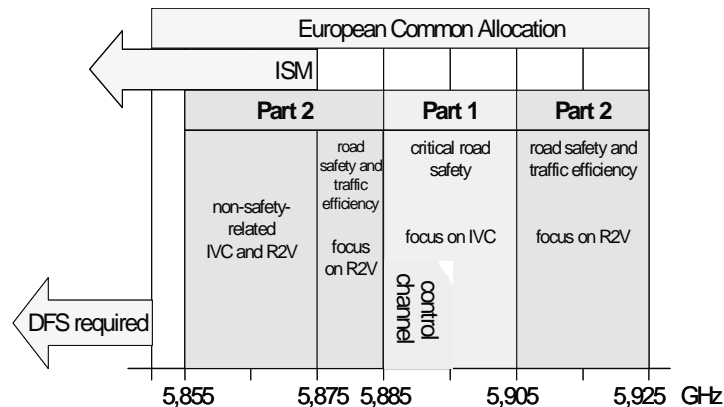 European Common Allocation
ISM
Part 2
Part 1
Part 2
non-safety-
related
IVC and R2V
road
safety and
traffic
efficiency
focus
on R2V
critical road
safety
focus on IVC
control
channel
road safety and
traffic efficiency
focus on R2V
DFS required
5,855 5,875 5,885 5,905 5,925 GHz